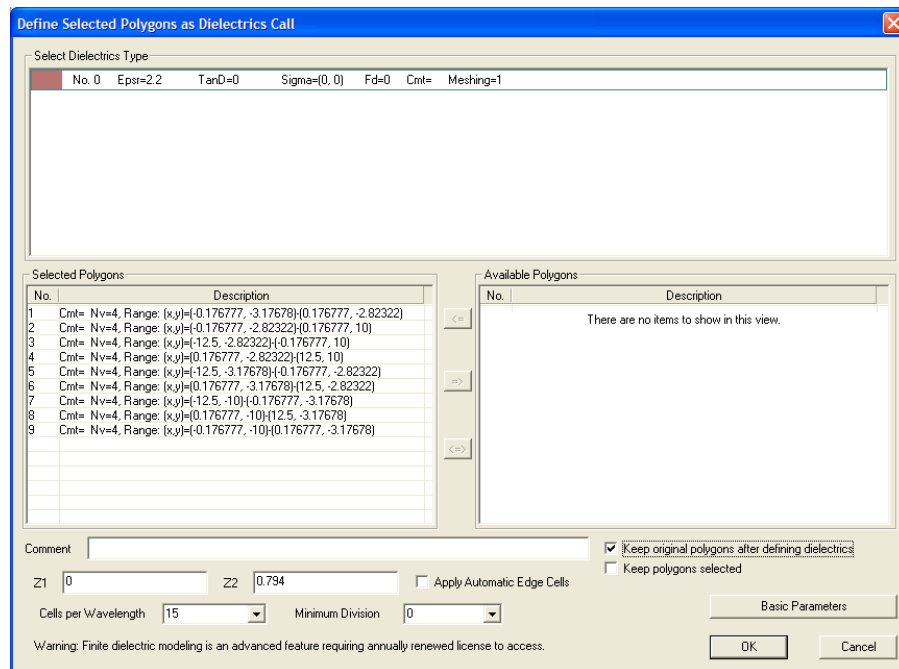 Define Selected Polygons as Dielectrics Call
Select Dielectrics Type
No. 0 Epsr=2.2 TanD=0 Sigma=(0, 0) Fd=0 Cmt= Meshing=1
Selected Polygons
No. Description
1 Cmt= Nv=4, Range: (x,y)=(-0.176777, -3.17678)-(0.176777, -2.82322)
2 Cmt= Nv=4, Range: (x,y)=(-0.176777, -2.82322)-(0.176777, 10)
3 Cmt= Nv=4, Range: (x,y)=(-12.5, -2.82322)-(-0.176777, 10)
4 Cmt= Nv=4, Range: (x,y)=(0.176777, -2.82322)-(12.5, 10)
5 Cmt= Nv=4, Range: (x,y)=(-12.5, -3.17678)-(-0.176777, -2.82322)
6 Cmt= Nv=4, Range: (x,y)=(0.176777, -3.17678)-(12.5, -2.82322)
7 Cmt= Nv=4, Range: (x,y)=(-12.5, -10)-(-0.176777, -3.17678)
8 Cmt= Nv=4, Range: (x,y)=(0.176777, -10)-(12.5, -3.17678)
9 Cmt= Nv=4, Range: (x,y)=(-0.176777, -10)-(0.176777, -3.17678)
<=
=>
<=>
Available Polygons
No. Description
There are no items to show in this view.
Comment
Keep original polygons after defining dielectrics
Keep polygons selected
Z1 0 Z2 0.794 Apply Automatic Edge Cells
Cells per Wavelength 15 Minimum Division 0
Basic Parameters
Warning: Finite dielectric modeling is an advanced feature requiring annually renewed license to access.
OK Cancel